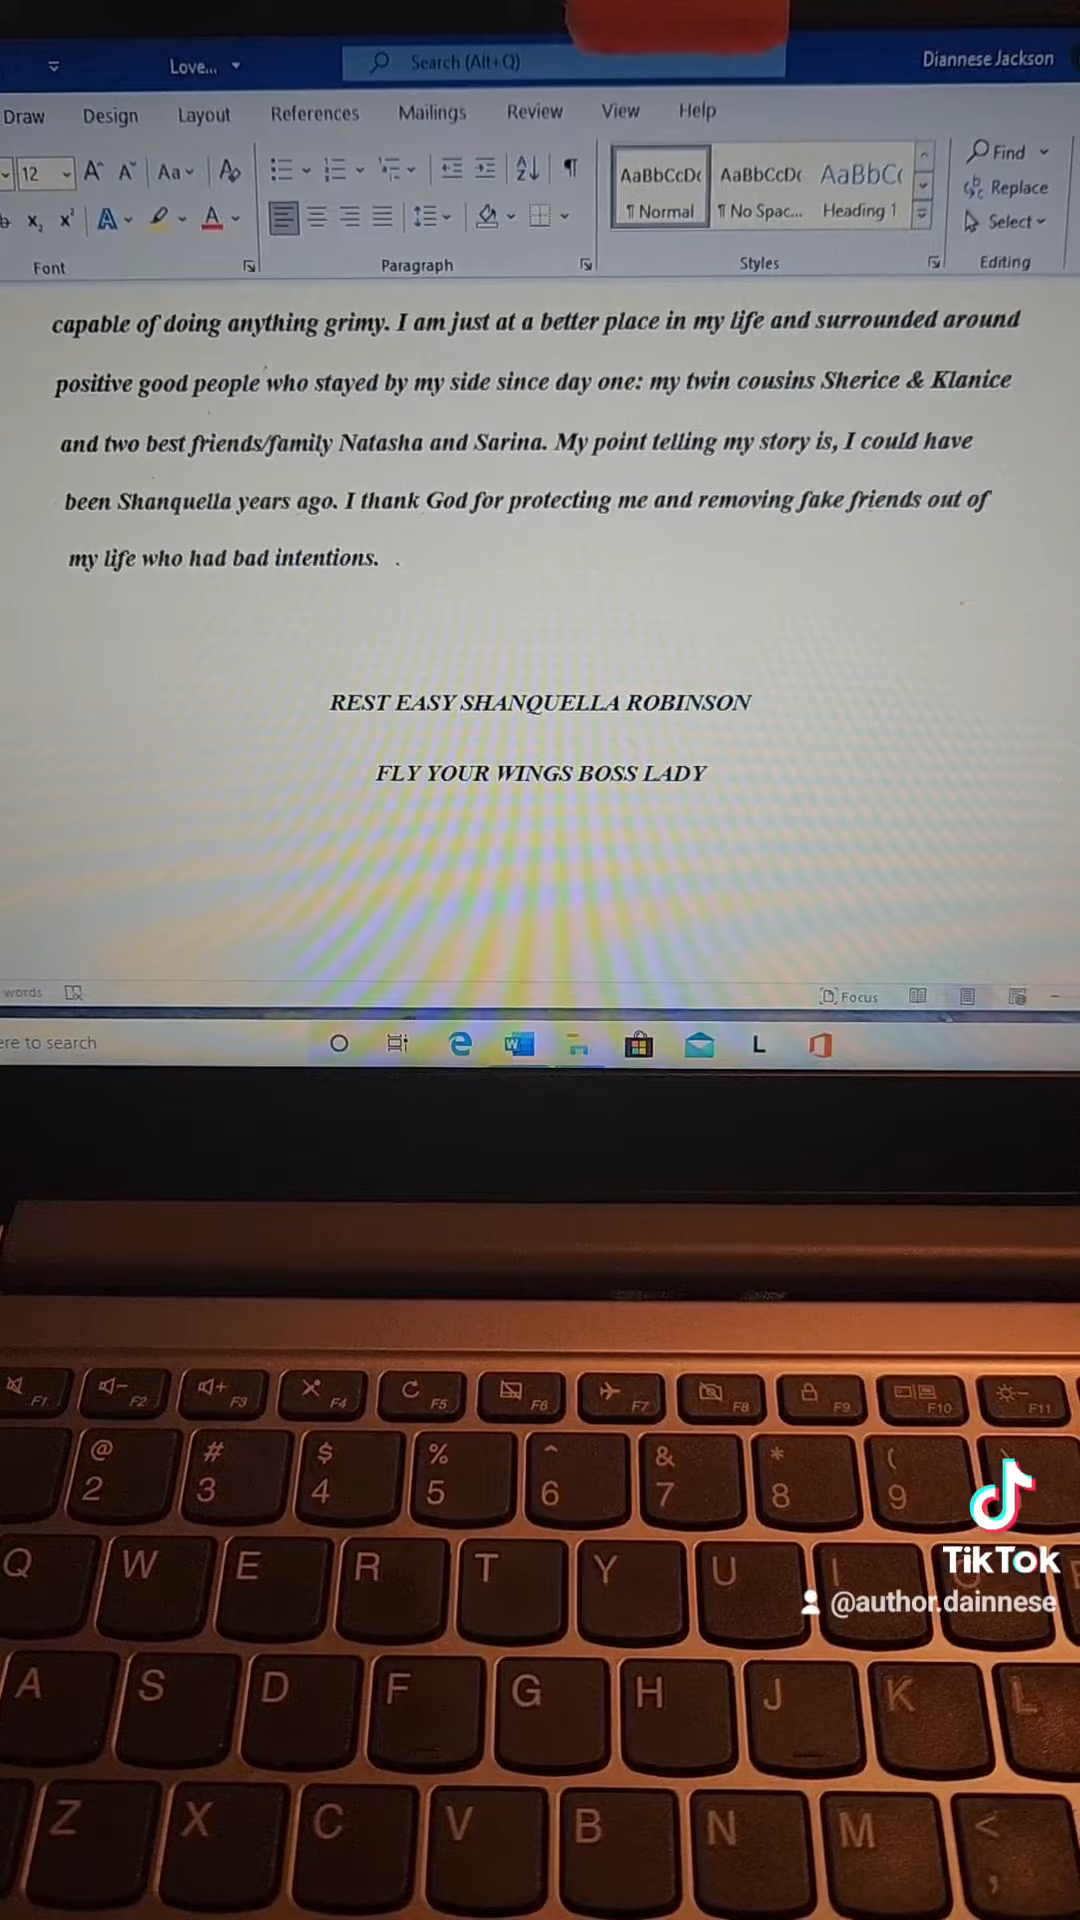 Love...
Search (Alt+Q)
Diannese Jackson
Draw Design Layout References Mailings Review View Help
12 Aa AaBbCcDc AaBbCcDc AaBbC
¶ Normal ¶ No Spac... Heading 1
Find
Replace
Select
Font Paragraph Styles Editing
capable of doing anything grimy. I am just at a better place in my life and surrounded around
positive good people who stayed by my side since day one: my twin cousins Sherice & Klanice
and two best friends/family Natasha and Sarina. My point telling my story is, I could have
been Shanquella years ago. I thank God for protecting me and removing fake friends out of
my life who had bad intentions. .
REST EASY SHANQUELLA ROBINSON
FLY YOUR WINGS BOSS LADY
words Focus
ere to search L
F1 F2 F3 F4 F5 F6 F7 F8 F9 F10 F11
@ # $ % ^ & * (
2 3 4 5 6 7 8 9
TikTok
@author.dainnese
Q W E R T Y U I
A S D F G H J K L
Z X C V B N M <
,